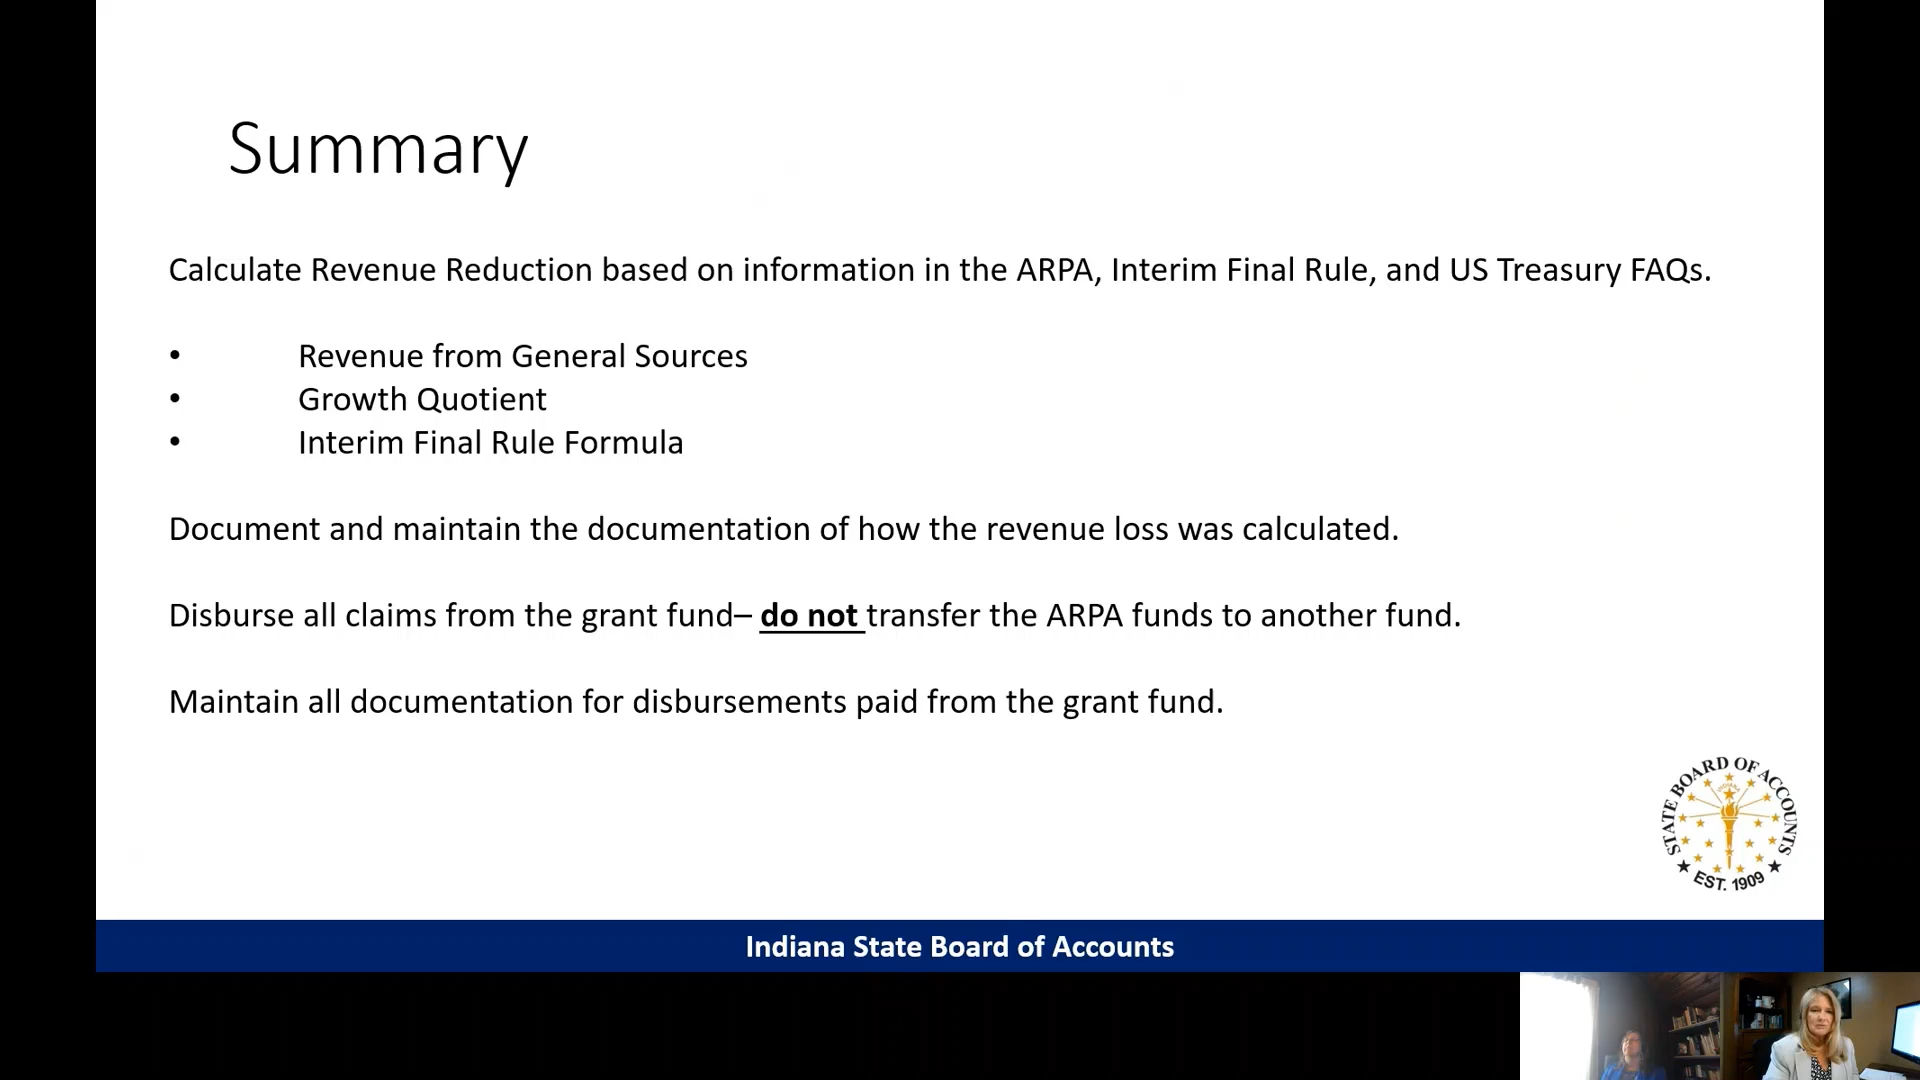 Summary
Calculate Revenue Reduction based on information in the ARPA, Interim Final Rule, and US Treasury FAQs.
• Revenue from General Sources
• Growth Quotient
• Interim Final Rule Formula
Document and maintain the documentation of how the revenue loss was calculated.
Disburse all claims from the grant fund– do not transfer the ARPA funds to another fund.
Maintain all documentation for disbursements paid from the grant fund.
STATE BOARD OF ACCOUNTS
INDIANA
★ EST. 1909 ★
Indiana State Board of Accounts